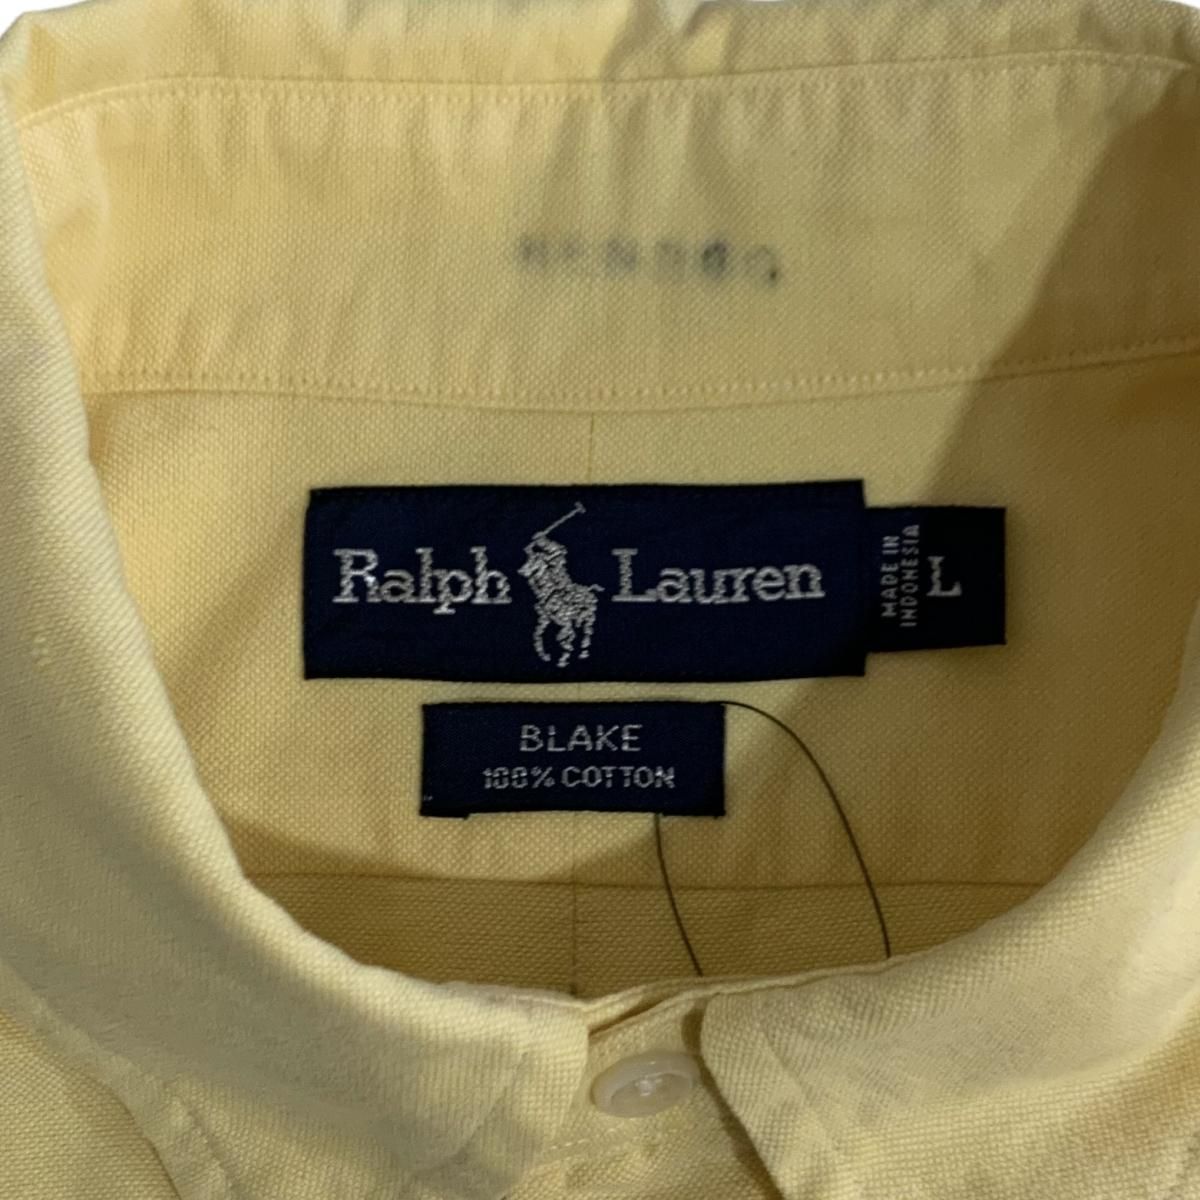 Ralph Lauren
MADE IN
INDONESIA
L
BLAKE
100% COTTON